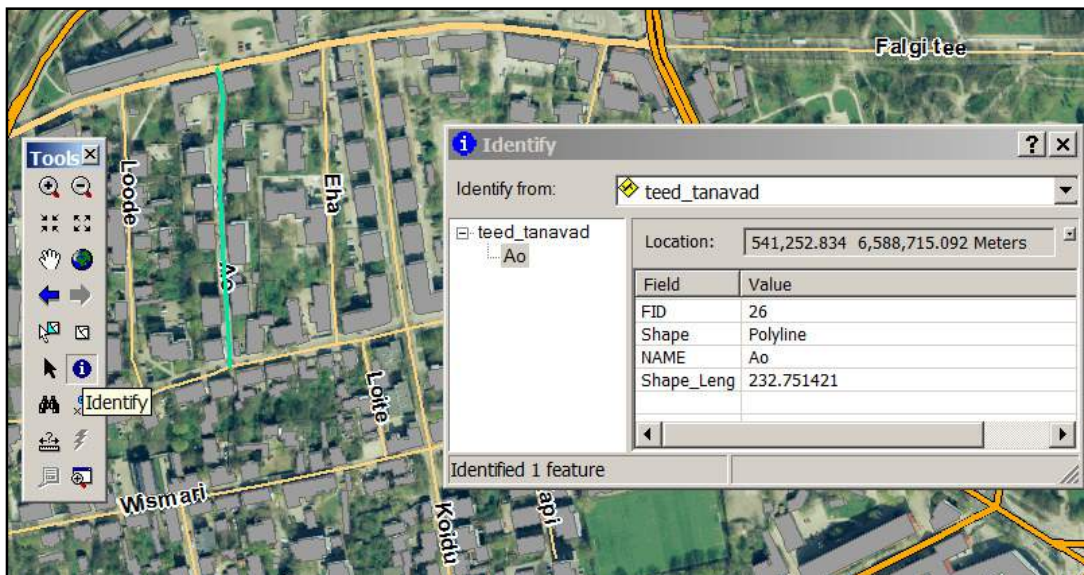 Falgi tee
Tools
Loode
Eha
Ao
Identify
Identify from:
teed_tanavad
teed_tanavad
Ao
Location:
541,252.834 6,588,715.092 Meters
Field Value
FID 26
Shape Polyline
NAME Ao
Shape_Leng 232.751421
Identified 1 feature
Identify
Loite
Wismari
Koidu
api